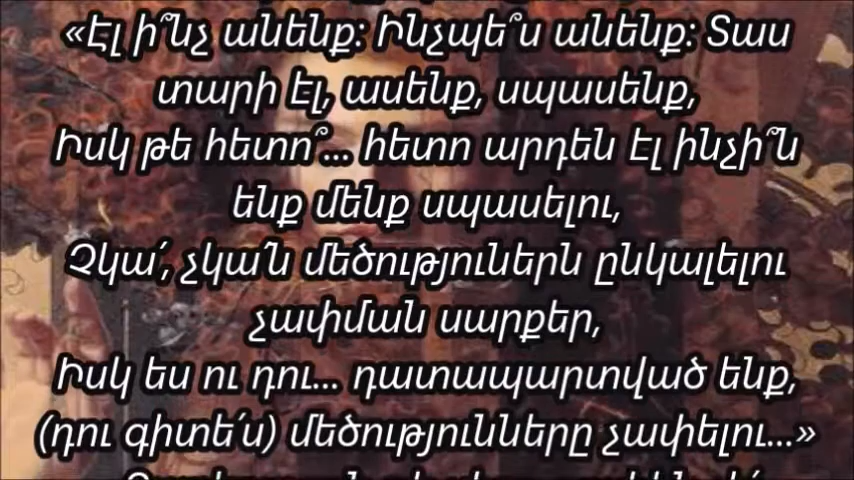 «Էլ ի՞նչ անենք: Ինչպե՞ս անենք: Տաս
տարի էլ, ասենք, սպասենք,
Իսկ թե հետո՞... հետո արդեն էլ ինչի՞ն
ենք մենք սպասելու,
Չկա՛, չկա՛ն մեծություներն ընկալելու
չափման սարքեր,
Իսկ ես ու դու... դատապարտված ենք,
(դու գիտե՛ս) մեծությունները չափելու...»